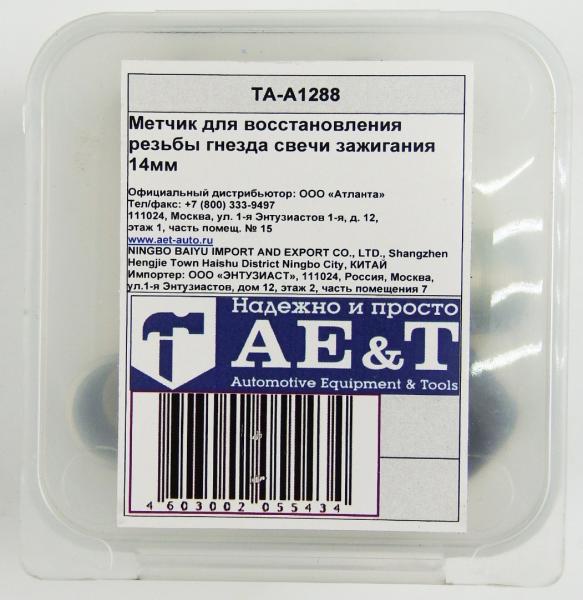 TA-A1288
Метчик для восстановления
резьбы гнезда свечи зажигания
14мм
Официальный дистрибьютор: ООО «Атланта»
Тел/факс: +7 (800) 333-9497
111024, Москва, ул. 1-я Энтузиастов 1-я, д. 12,
этаж 1, часть помещ. № 15
www.aet-auto.ru
NINGBO BAIYU IMPORT AND EXPORT CO., LTD., Shangzhen
Hengjie Town Haishu District Ningbo City, КИТАЙ
Импортер: ООО «ЭНТУЗИАСТ», 111024, Россия, Москва,
ул.1-я Энтузиастов, дом 12, этаж 2, часть помещения 7
Надежно и просто
AE&T
Automotive Equipment & Tools
4603002055434